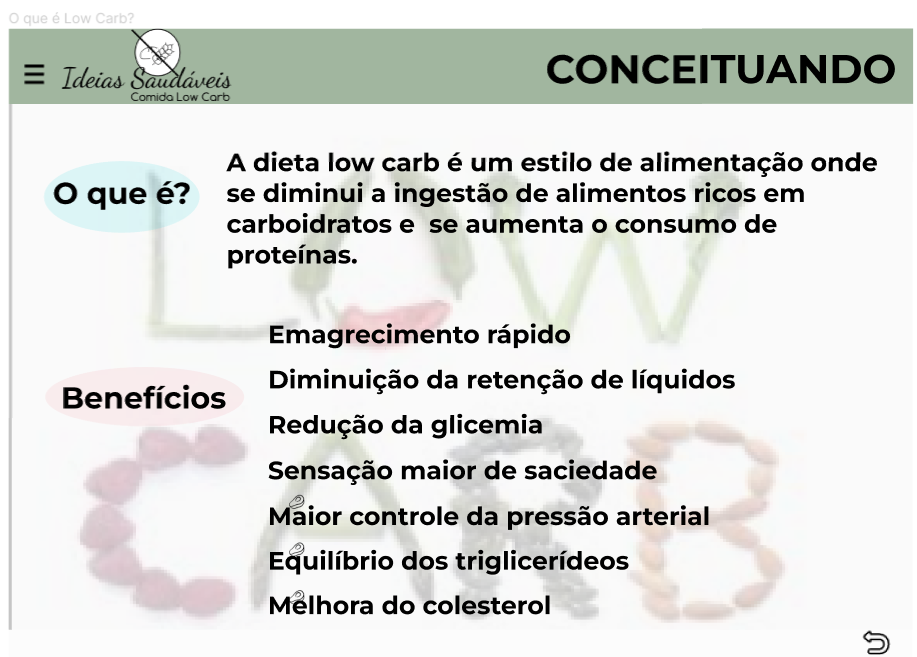 O que é Low Carb?
Ideias Saudáveis
Comida Low Carb
CONCEITUANDO
O que é?
A dieta low carb é um estilo de alimentação onde
se diminui a ingestão de alimentos ricos em
carboidratos e  se aumenta o consumo de
proteínas.
Benefícios
Emagrecimento rápido
Diminuição da retenção de líquidos
Redução da glicemia
Sensação maior de saciedade
Maior controle da pressão arterial
Equilíbrio dos triglicerídeos
Melhora do colesterol
LOW
CARB